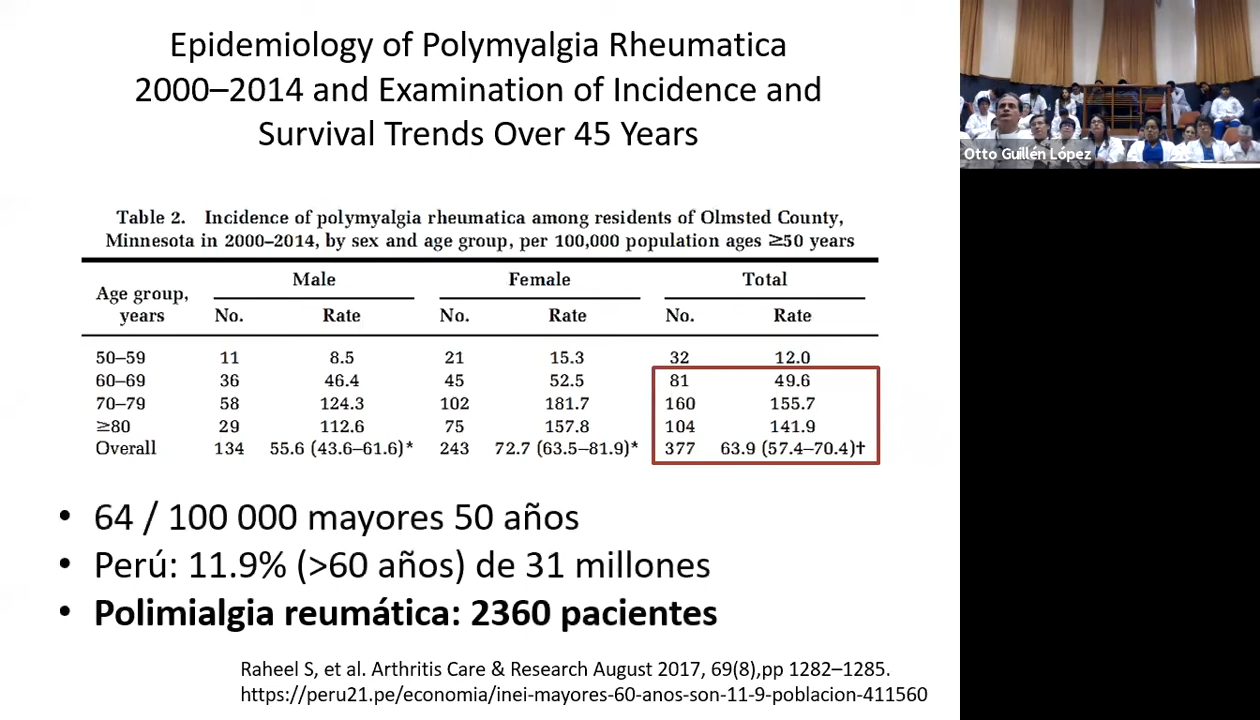 Epidemiology of Polymyalgia Rheumatica
2000–2014 and Examination of Incidence and
Survival Trends Over 45 Years
Otto Guillén López
Table 2. Incidence of polymyalgia rheumatica among residents of Olmsted County,
Minnesota in 2000–2014, by sex and age group, per 100,000 population ages ≥50 years
Age group, years Male Female Total
No. Rate No. Rate No. Rate
50–59 11 8.5 21 15.3 32 12.0
60–69 36 46.4 45 52.5 81 49.6
70–79 58 124.3 102 181.7 160 155.7
≥80 29 112.6 75 157.8 104 141.9
Overall 134 55.6 (43.6–61.6)* 243 72.7 (63.5–81.9)* 377 63.9 (57.4–70.4)†
• 64 / 100 000 mayores 50 años
• Perú: 11.9% (>60 años) de 31 millones
• Polimialgia reumática: 2360 pacientes
Raheel S, et al. Arthritis Care & Research August 2017, 69(8),pp 1282–1285.
https://peru21.pe/economia/inei-mayores-60-anos-son-11-9-poblacion-411560